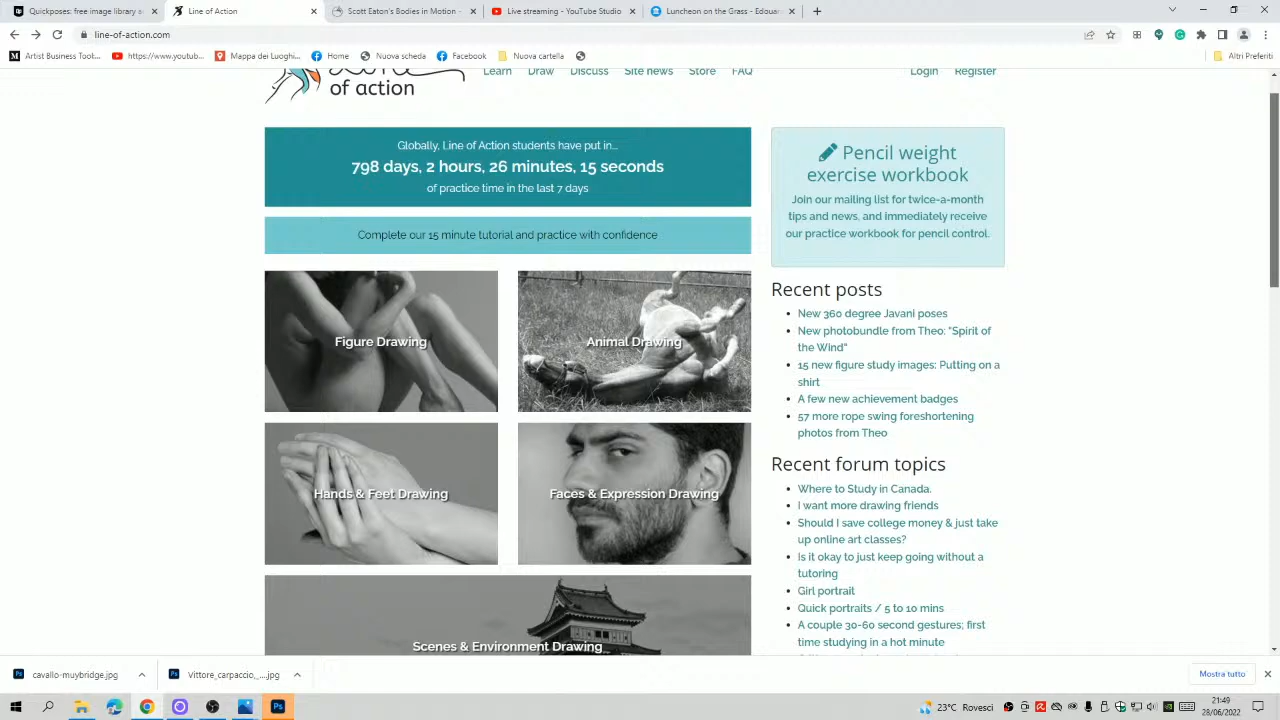 Quickposes: free image for ges
Line of Action
Scott Eaton's Bodies in Motion -
Live streaming - YouTube Studio
Luncheon on the Grass - Edoua
line-of-action.com
Artist Business Took...
https://www.youtub...
Mappa dei Luoghi...
Home
Nuova scheda
Facebook
Nuova cartella
Altri Preferiti
of action
Learn
Draw
Discuss
Site news
Store
FAQ
Login
Register
Globally, Line of Action students have put in...
798 days, 2 hours, 26 minutes, 15 seconds
of practice time in the last 7 days
Complete our 15 minute tutorial and practice with confidence
Figure Drawing
Animal Drawing
Hands & Feet Drawing
Faces & Expression Drawing
Scenes & Environment Drawing
Pencil weight
exercise workbook
Join our mailing list for twice-a-month
tips and news, and immediately receive
our practice workbook for pencil control.
Recent posts
New 360 degree Javani poses
New photobundle from Theo: "Spirit of
the Wind"
15 new figure study images: Putting on a
shirt
A few new achievement badges
57 more rope swing foreshortening
photos from Theo
Recent forum topics
Where to Study in Canada.
I want more drawing friends
Should I save college money & just take
up online art classes?
Is it okay to just keep going without a
tutoring
Girl portrait
Quick portraits / 5 to 10 mins
A couple 30-60 second gestures; first
time studying in a hot minute
cavallo-muybridge.jpg
Vittore_carpaccio,_...jpg
Mostra tutto
23°C Rovesci
21:49
28/06/2022